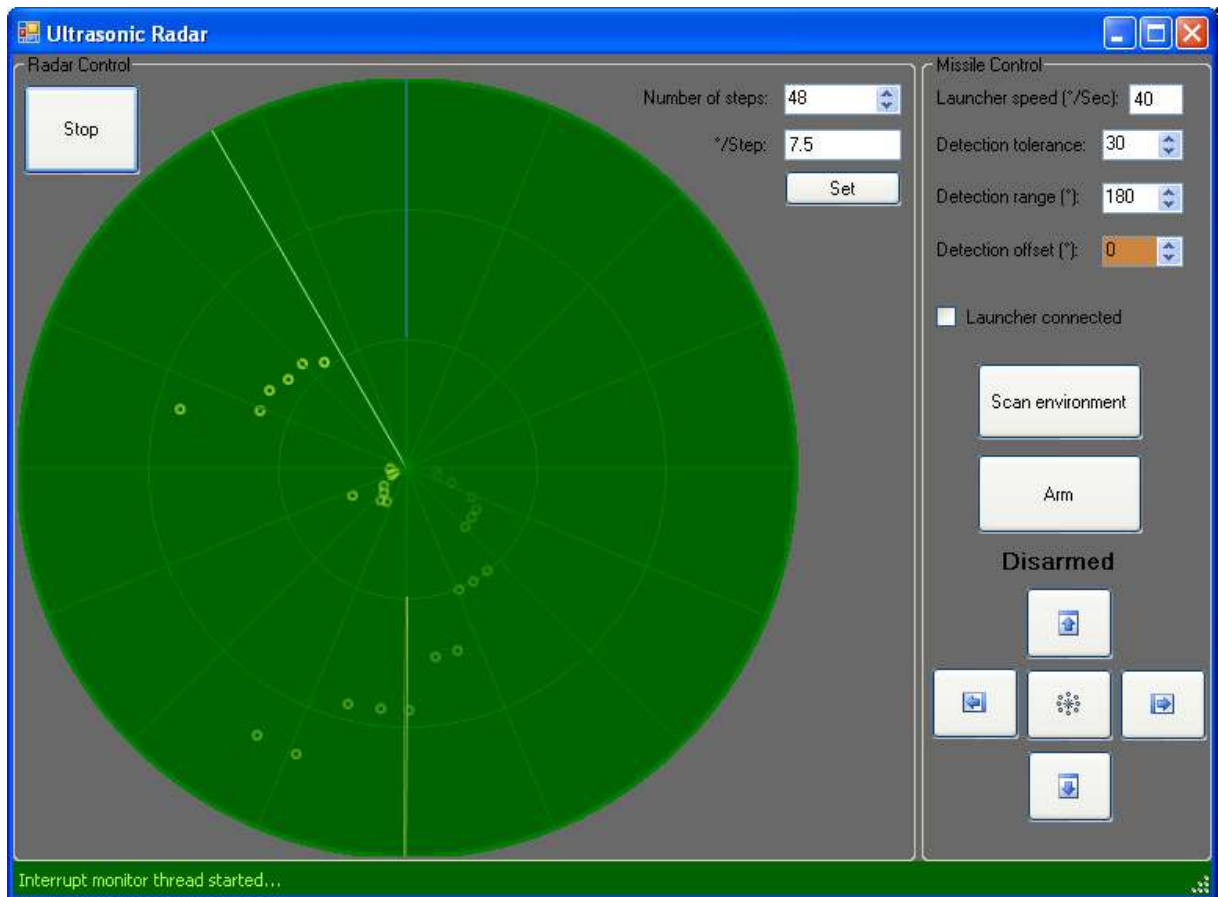 Ultrasonic Radar
Radar Control
Stop
Number of steps: 48
°/Step: 7.5
Set
Missile Control
Launcher speed (°/Sec): 40
Detection tolerance: 30
Detection range (°): 180
Detection offset (°): 0
Launcher connected
Scan environment
Arm
Disarmed
Interrupt monitor thread started...